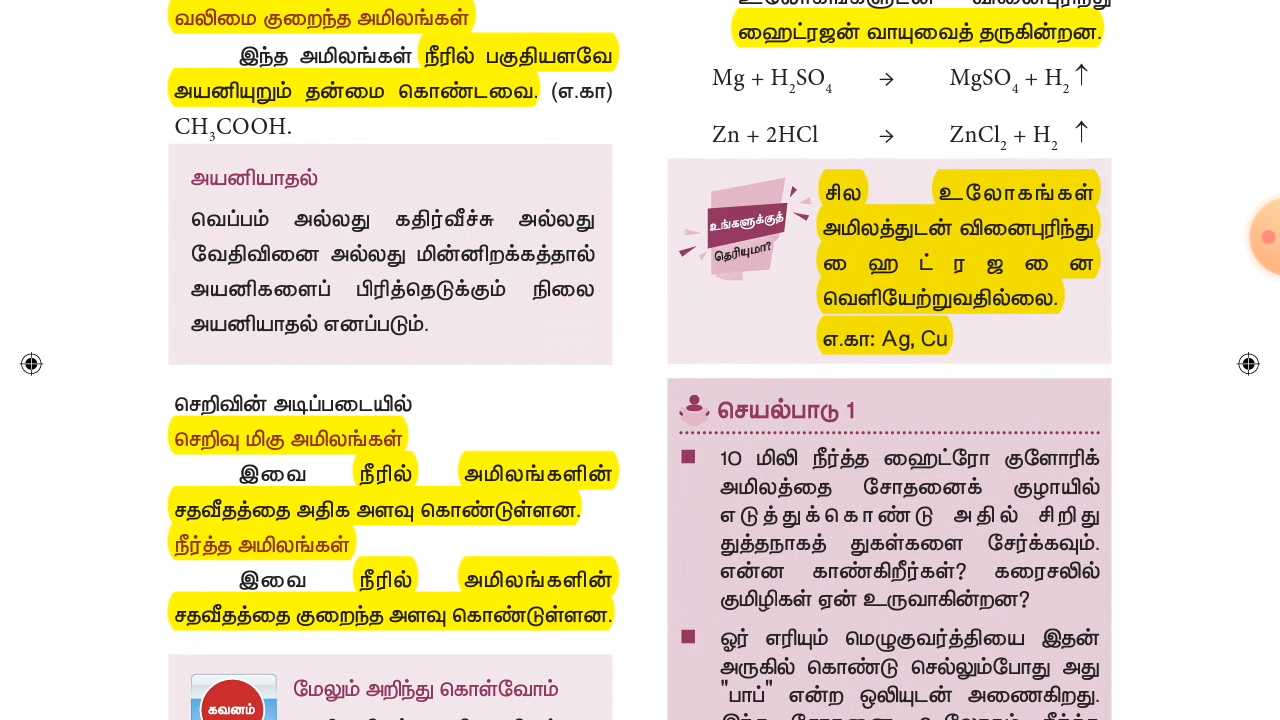 வலிமை குறைந்த அமிலங்கள்
இந்த அமிலங்கள் நீரில் பகுதியளவே
அயனியுறும் தன்மை கொண்டவை. (எ.கா)
CH₃COOH.
அயனியாதல்
வெப்பம் அல்லது கதிர்வீச்சு அல்லது
வேதிவினை அல்லது மின்னிறக்கத்தால்
அயனிகளைப் பிரித்தெடுக்கும் நிலை
அயனியாதல் எனப்படும்.
செறிவின் அடிப்படையில்
செறிவு மிகு அமிலங்கள்
இவை நீரில் அமிலங்களின்
சதவீதத்தை அதிக அளவு கொண்டுள்ளன.
நீர்த்த அமிலங்கள்
இவை நீரில் அமிலங்களின்
சதவீதத்தை குறைந்த அளவு கொண்டுள்ளன.
கவனம்
மேலும் அறிந்து கொள்வோம்
உலோகங்களுடன் வினைபுரிந்து
ஹைட்ரஜன் வாயுவைத் தருகின்றன.
Mg + H₂SO₄ → MgSO₄ + H₂ ↑
Zn + 2HCl → ZnCl₂ + H₂ ↑
உங்களுக்குத்
தெரியுமா?
சில உலோகங்கள்
அமிலத்துடன் வினைபுரிந்து
ஹைட்ரஜனை
வெளியேற்றுவதில்லை.
எ.கா: Ag, Cu
செயல்பாடு 1
■ 10 மிலி நீர்த்த ஹைட்ரோ குளோரிக்
அமிலத்தை சோதனைக் குழாயில்
எடுத்துக்கொண்டு அதில் சிறிது
துத்தநாகத் துகள்களை சேர்க்கவும்.
என்ன காண்கிறீர்கள்? கரைசலில்
குமிழிகள் ஏன் உருவாகின்றன?
■ ஓர் எரியும் மெழுகுவர்த்தியை இதன்
அருகில் கொண்டு செல்லும்போது அது
"பாப்" என்ற ஒலியுடன் அணைகிறது.